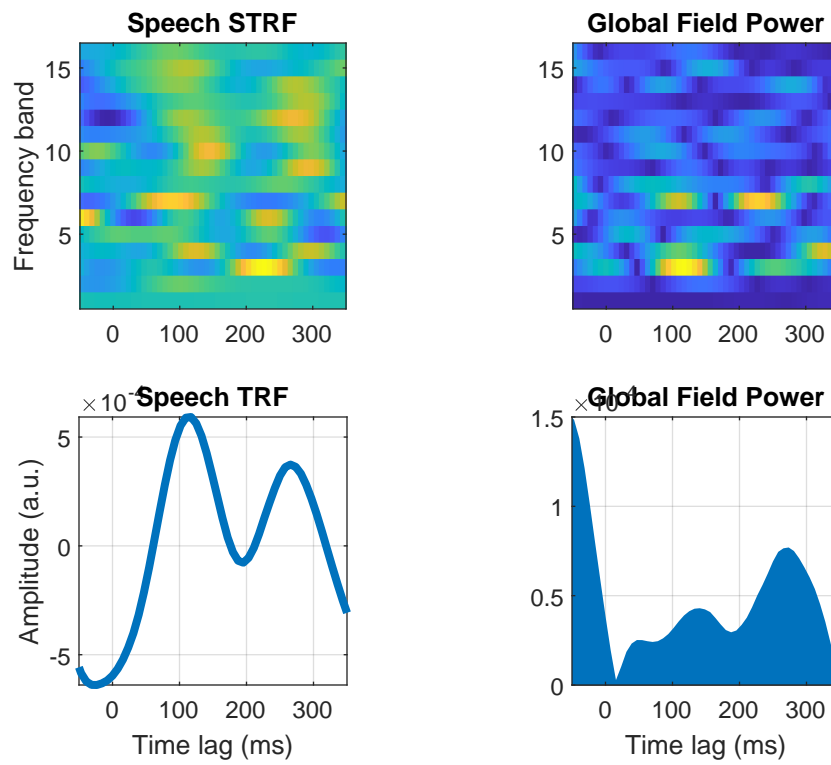 Speech STRF
Global Field Power
Frequency band
15
10
5
0 100 200 300
15
10
5
0 100 200 300
Speech TRF
× 10⁻⁴
Global Field Power
Amplitude (a.u.)
5
0
-5
0 100 200 300
Time lag (ms)
1.5
1
0.5
0
0 100 200 300
Time lag (ms)